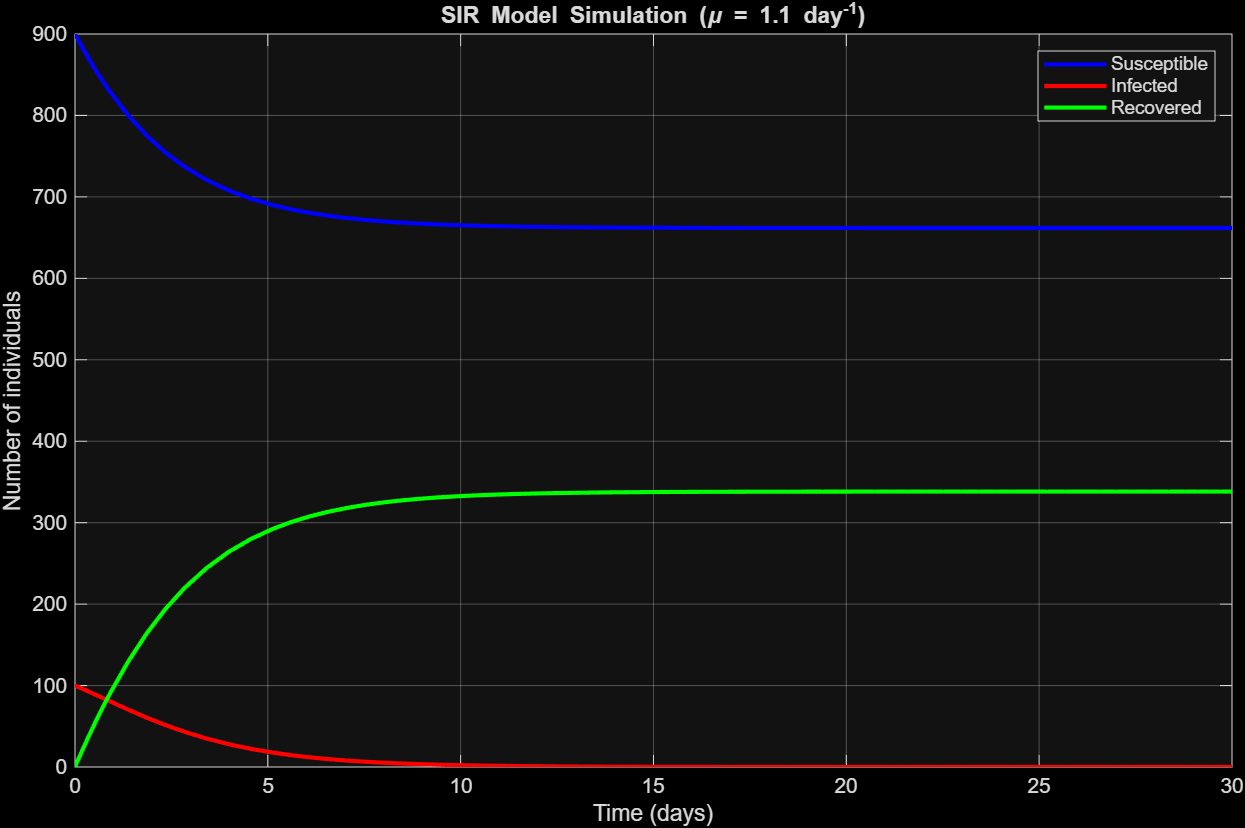 SIR Model Simulation (μ = 1.1 day⁻¹)
Susceptible
Infected
Recovered
Number of individuals
900
800
700
600
500
400
300
200
100
0
0 5 10 15 20 25 30
Time (days)